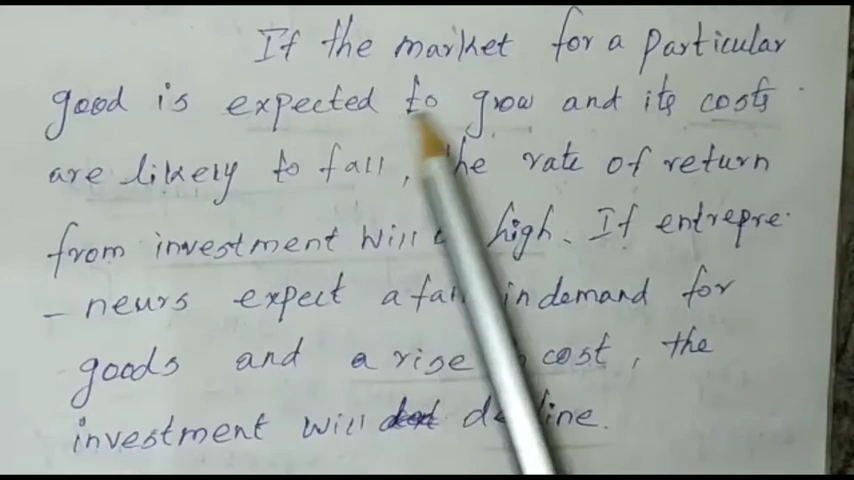 If the market for a particular
good is expected to grow and its costs
are likely to fall, the rate of return
from investment will high. If entrepre-
- neurs expect a in demand for
goods and a rise cost, the
investment will decline.